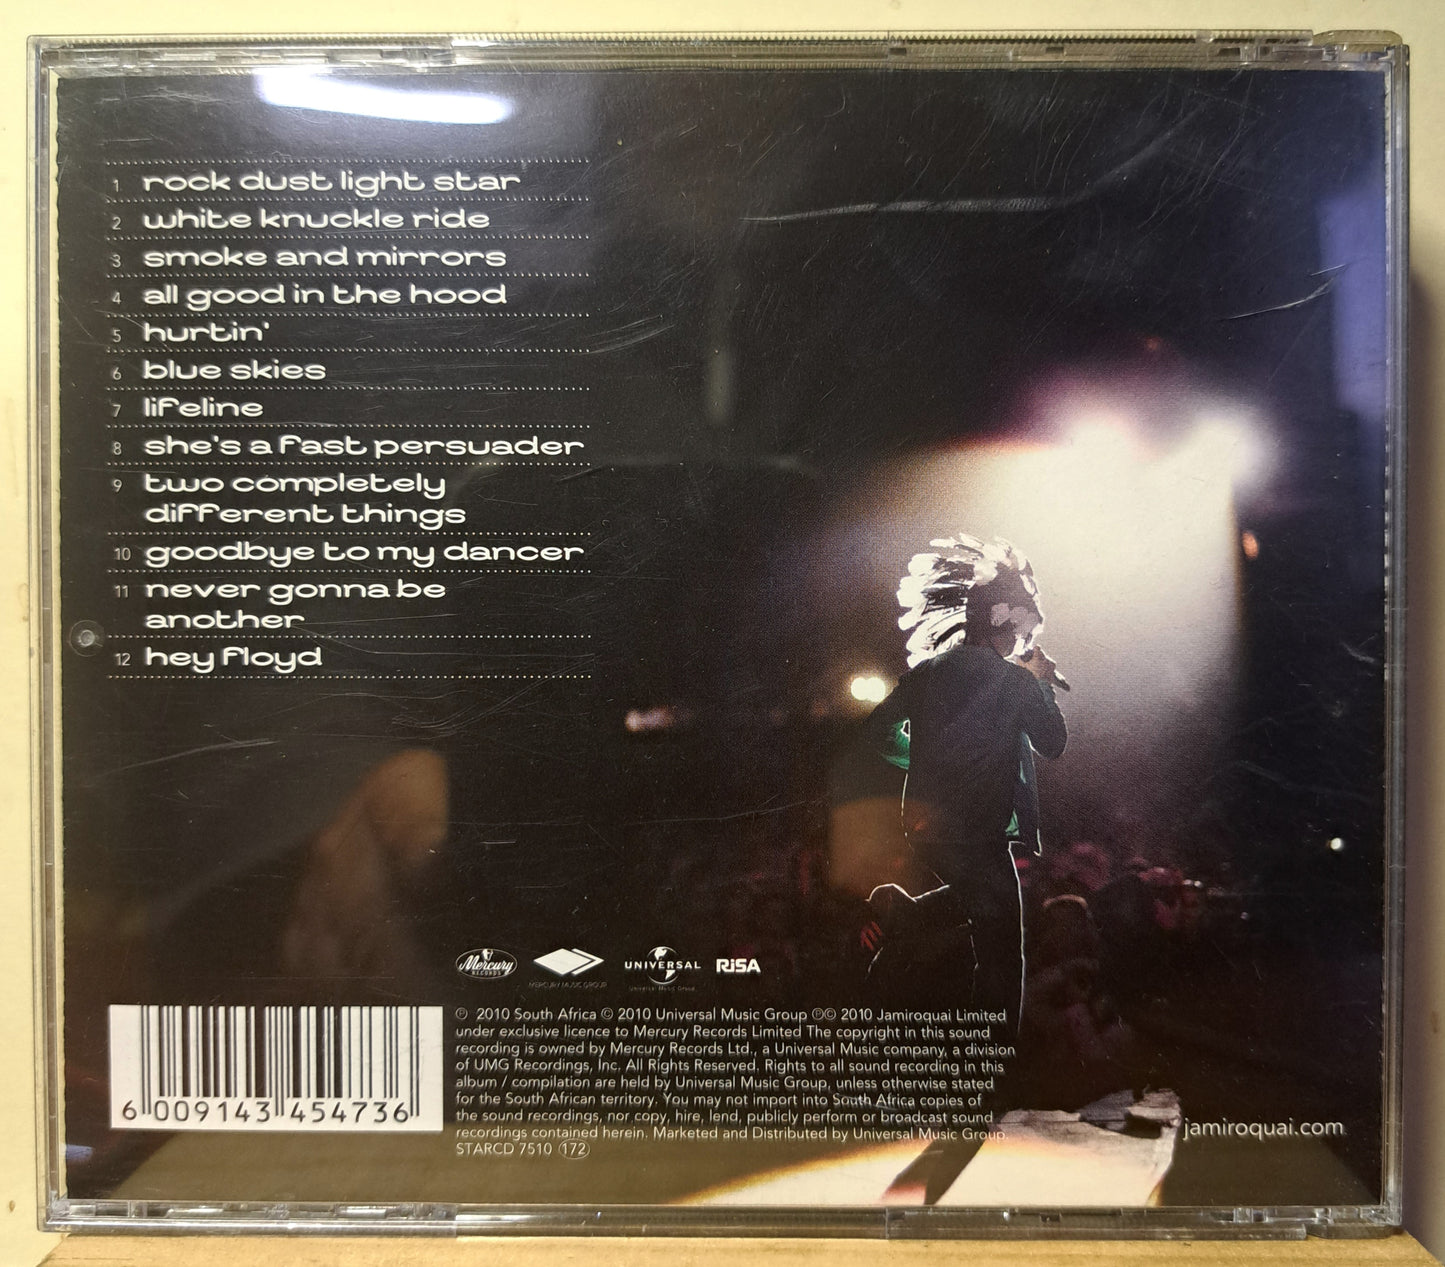 1 rock dust light star
2 white knuckle ride
3 smoke and mirrors
4 all good in the hood
5 hurtin'
6 blue skies
7 lifeline
8 she's a fast persuader
9 two completely
different things
10 goodbye to my dancer
11 never gonna be
another
12 hey floyd
Mercury
RECORDS
MERCURY MUSIC GROUP
UNIVERSAL
Universal Music Group
RiSA
℗ 2010 South Africa © 2010 Universal Music Group ℗© 2010 Jamiroquai Limited
under exclusive licence to Mercury Records Limited The copyright in this sound
recording is owned by Mercury Records Ltd., a Universal Music company, a division
of UMG Recordings, Inc. All Rights Reserved. Rights to all sound recording in this
album / compilation are held by Universal Music Group, unless otherwise stated
for the South African territory. You may not import into South Africa copies of
the sound recordings, nor copy, hire, lend, publicly perform or broadcast sound
recordings contained herein. Marketed and Distributed by Universal Music Group.
STARCD 7510 (172)
6 009143 454736
jamiroquai.com